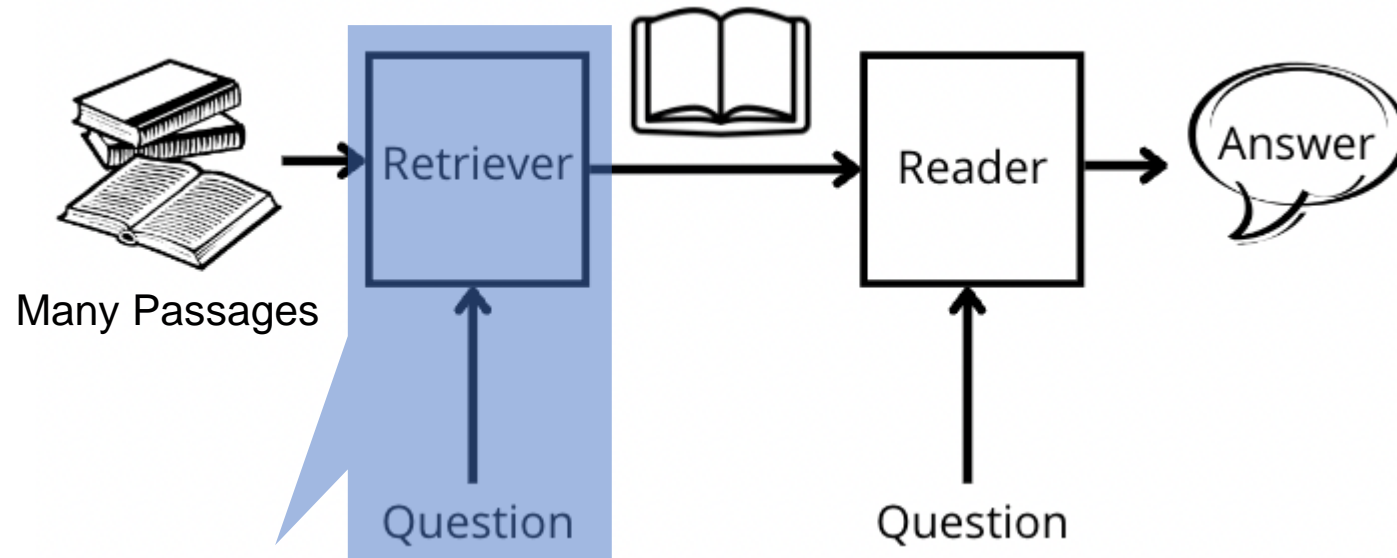 Retriever
Reader
Answer
Many Passages
Question
Question